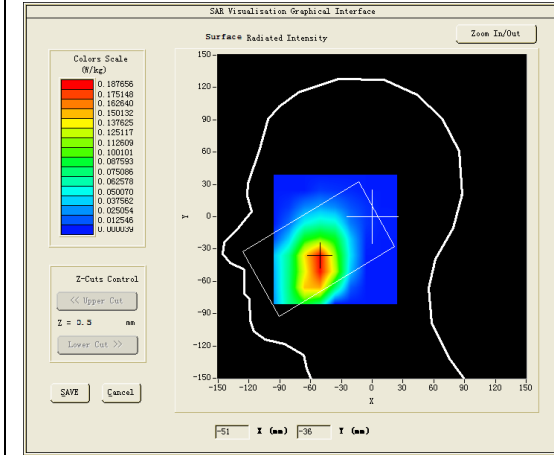 SAR Visualisation Graphical Interface
Surface Radiated Intensity
Zoom In/Out
Colors Scale
(W/kg)
0.187656
0.175148
0.162640
0.150132
0.137625
0.125117
0.112609
0.100101
0.087593
0.075086
0.062578
0.050070
0.037562
0.025054
0.012546
0.000039
150
120
90
60
30
Y
0
-30
-60
-90
-120
-150
-150 -120 -90 -60 -30 0 30 60 90 120 150
X
Z-Cuts Control
<< Upper Cut
Z = 0.5 mm
Lower Cut >>
SAVE Cancel
-51 X (mm) -36 Y (mm)